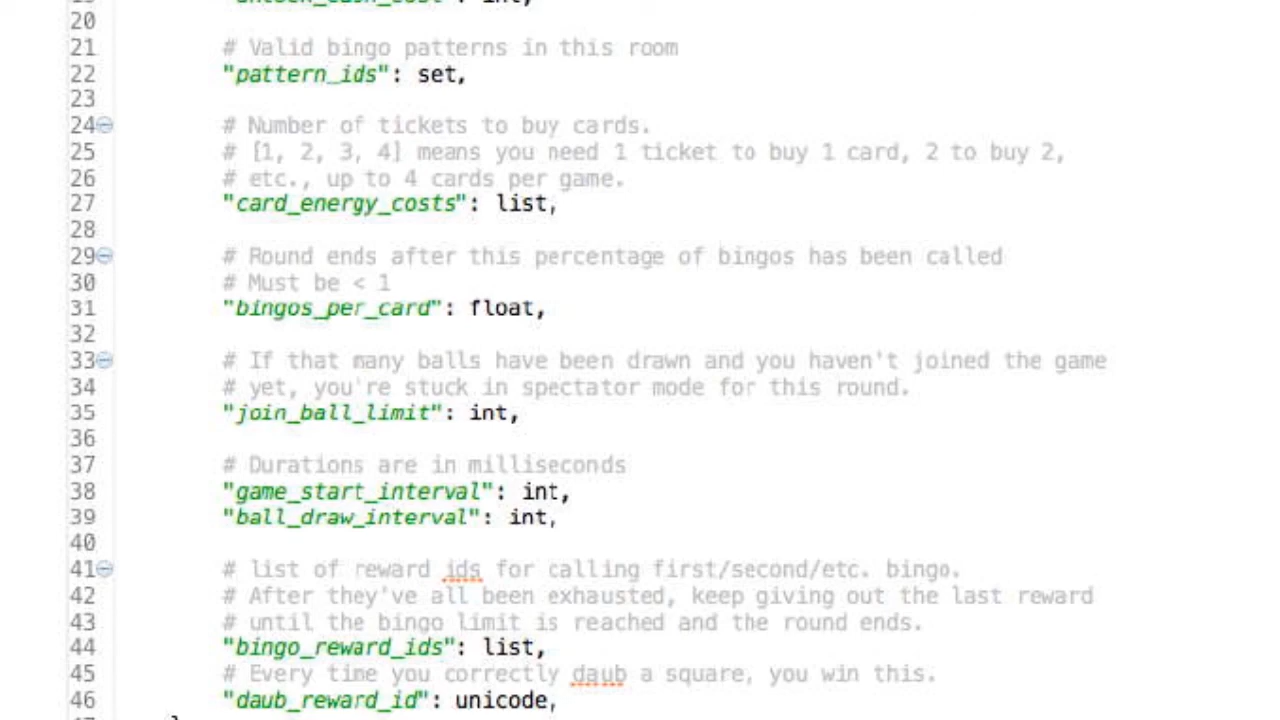 20
21 # Valid bingo patterns in this room
22 "pattern_ids": set,
23
24 # Number of tickets to buy cards.
25 # [1, 2, 3, 4] means you need 1 ticket to buy 1 card, 2 to buy 2,
26 # etc., up to 4 cards per game.
27 "card_energy_costs": list,
28
29 # Round ends after this percentage of bingos has been called
30 # Must be < 1
31 "bingos_per_card": float,
32
33 # If that many balls have been drawn and you haven't joined the game
34 # yet, you're stuck in spectator mode for this round.
35 "join_ball_limit": int,
36
37 # Durations are in milliseconds
38 "game_start_interval": int,
39 "ball_draw_interval": int,
40
41 # list of reward ids for calling first/second/etc. bingo.
42 # After they've all been exhausted, keep giving out the last reward
43 # until the bingo limit is reached and the round ends.
44 "bingo_reward_ids": list,
45 # Every time you correctly daub a square, you win this.
46 "daub_reward_id": unicode,